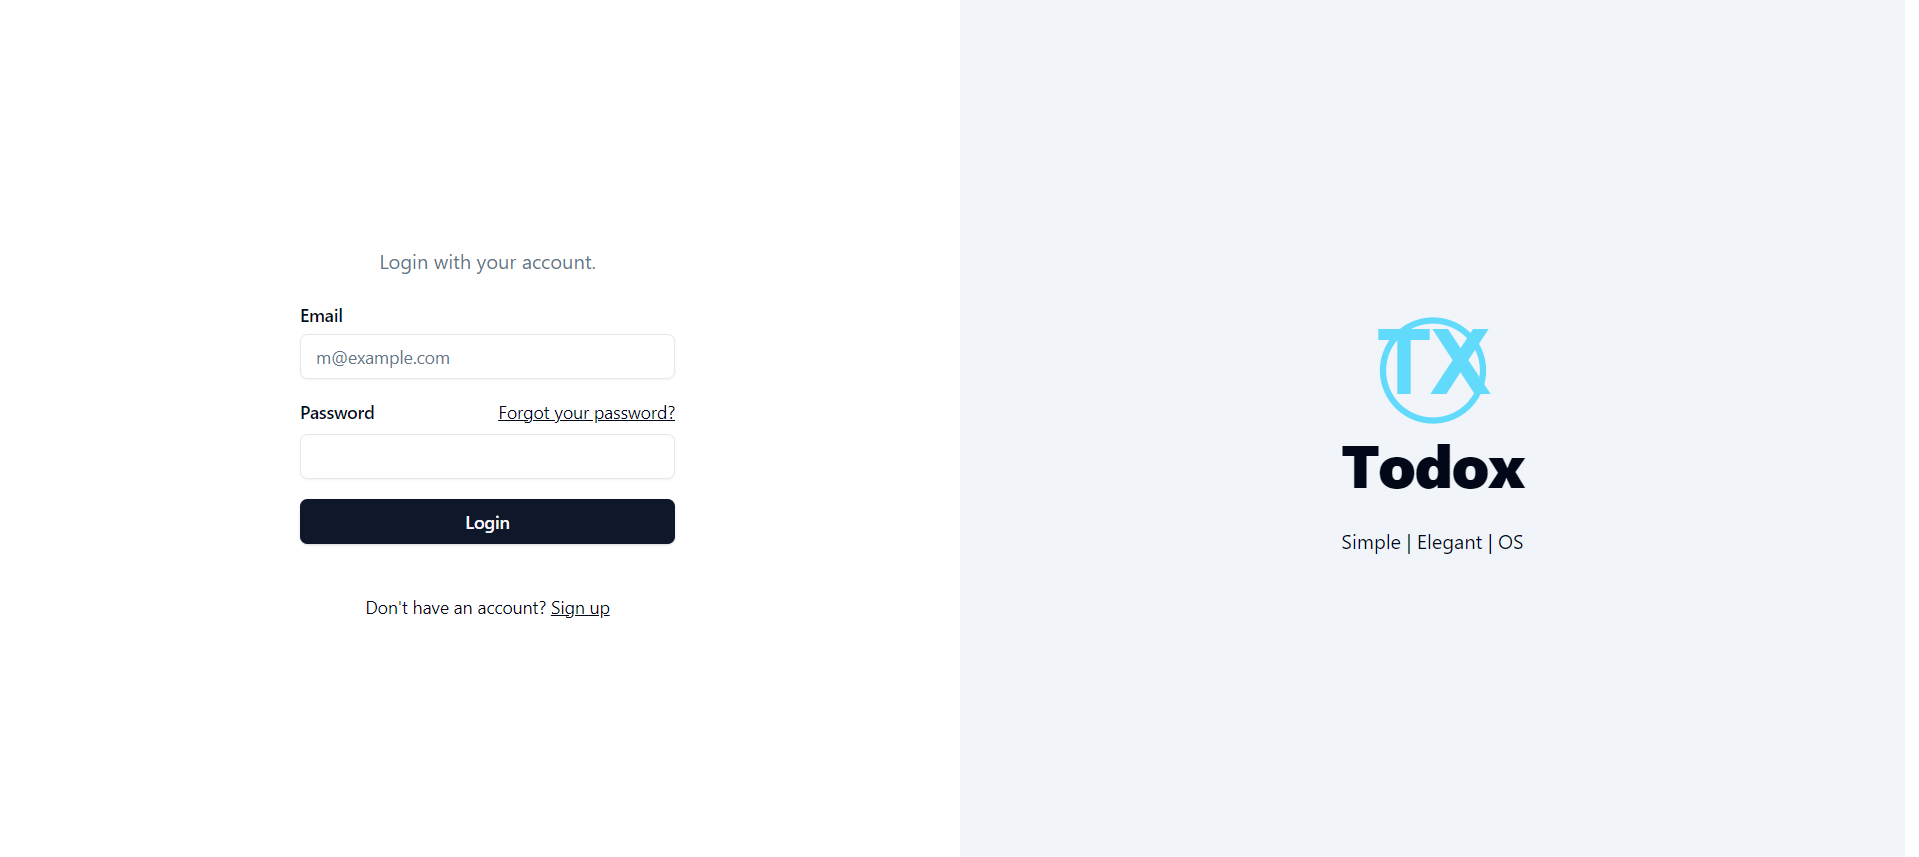 Login with your account.
Email
m@example.com
Password
Forgot your password?
Login
Don't have an account? Sign up
TX
Todox
Simple | Elegant | OS